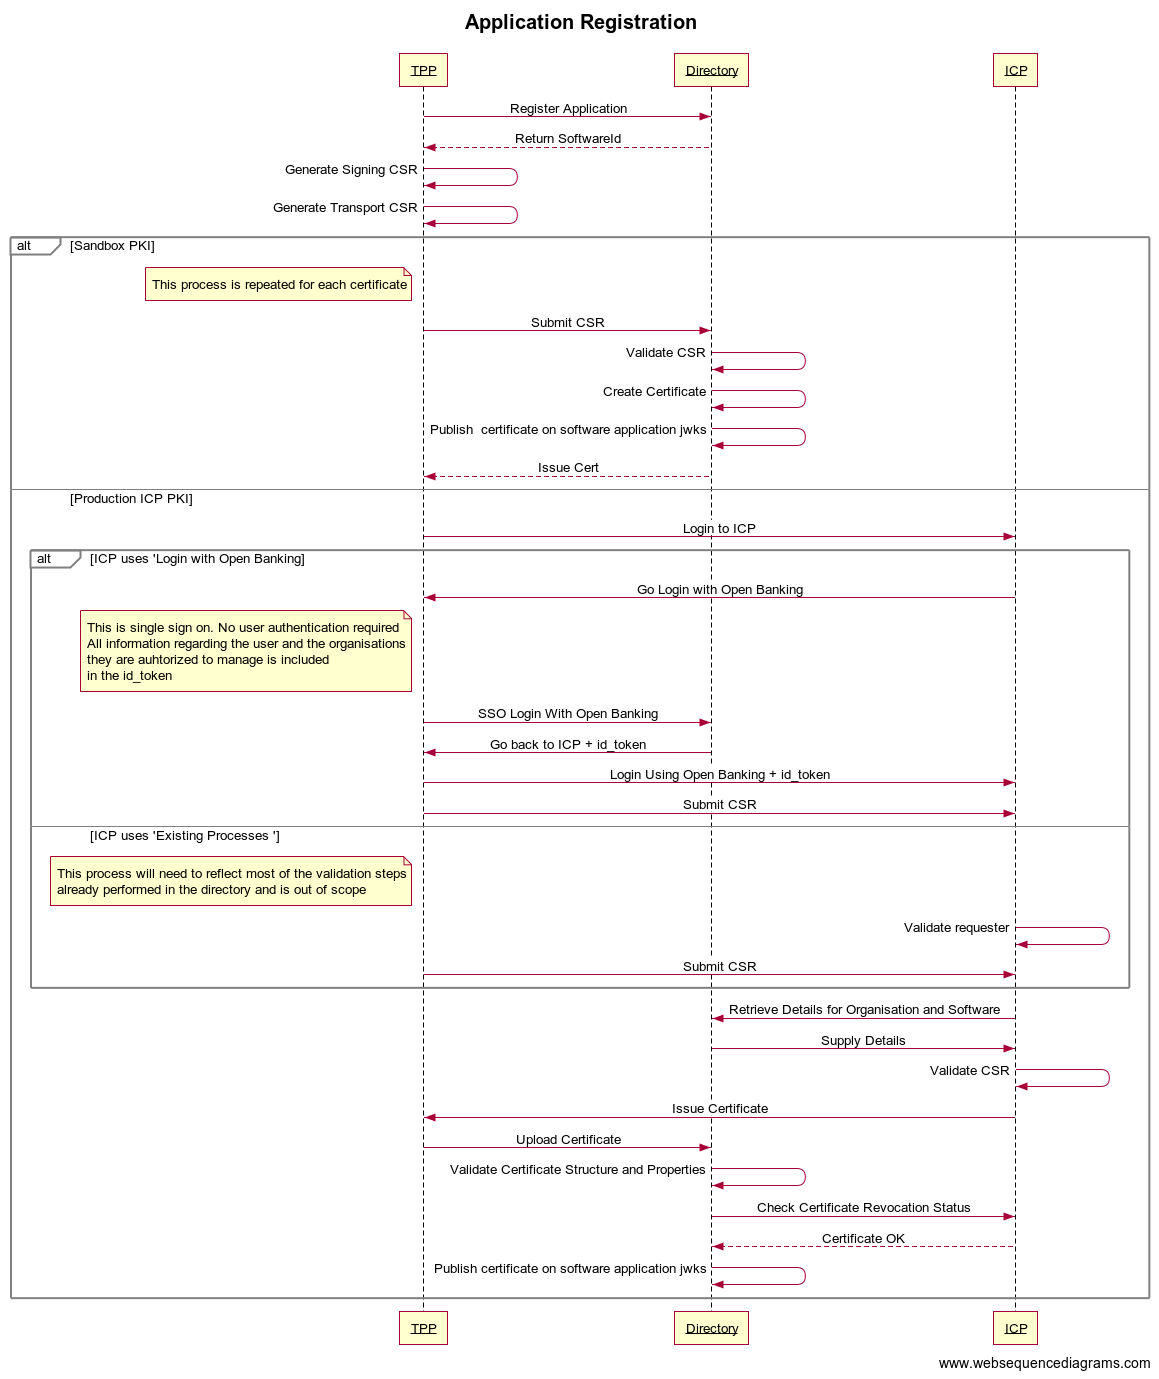 Application Registration
TPP
Directory
ICP
Register Application
Return SoftwareId
Generate Signing CSR
Generate Transport CSR
alt
[Sandbox PKI]
This process is repeated for each certificate
Submit CSR
Validate CSR
Create Certificate
Publish  certificate on software application jwks
Issue Cert
[Production ICP PKI]
Login to ICP
alt
[ICP uses 'Login with Open Banking]
Go Login with Open Banking
This is single sign on. No user authentication required
All information regarding the user and the organisations
they are auhtorized to manage is included
in the id_token
SSO Login With Open Banking
Go back to ICP + id_token
Login Using Open Banking + id_token
Submit CSR
[ICP uses 'Existing Processes ']
This process will need to reflect most of the validation steps
already performed in the directory and is out of scope
Validate requester
Submit CSR
Retrieve Details for Organisation and Software
Supply Details
Validate CSR
Issue Certificate
Upload Certificate
Validate Certificate Structure and Properties
Check Certificate Revocation Status
Certificate OK
Publish certificate on software application jwks
TPP
Directory
ICP
www.websequencediagrams.com